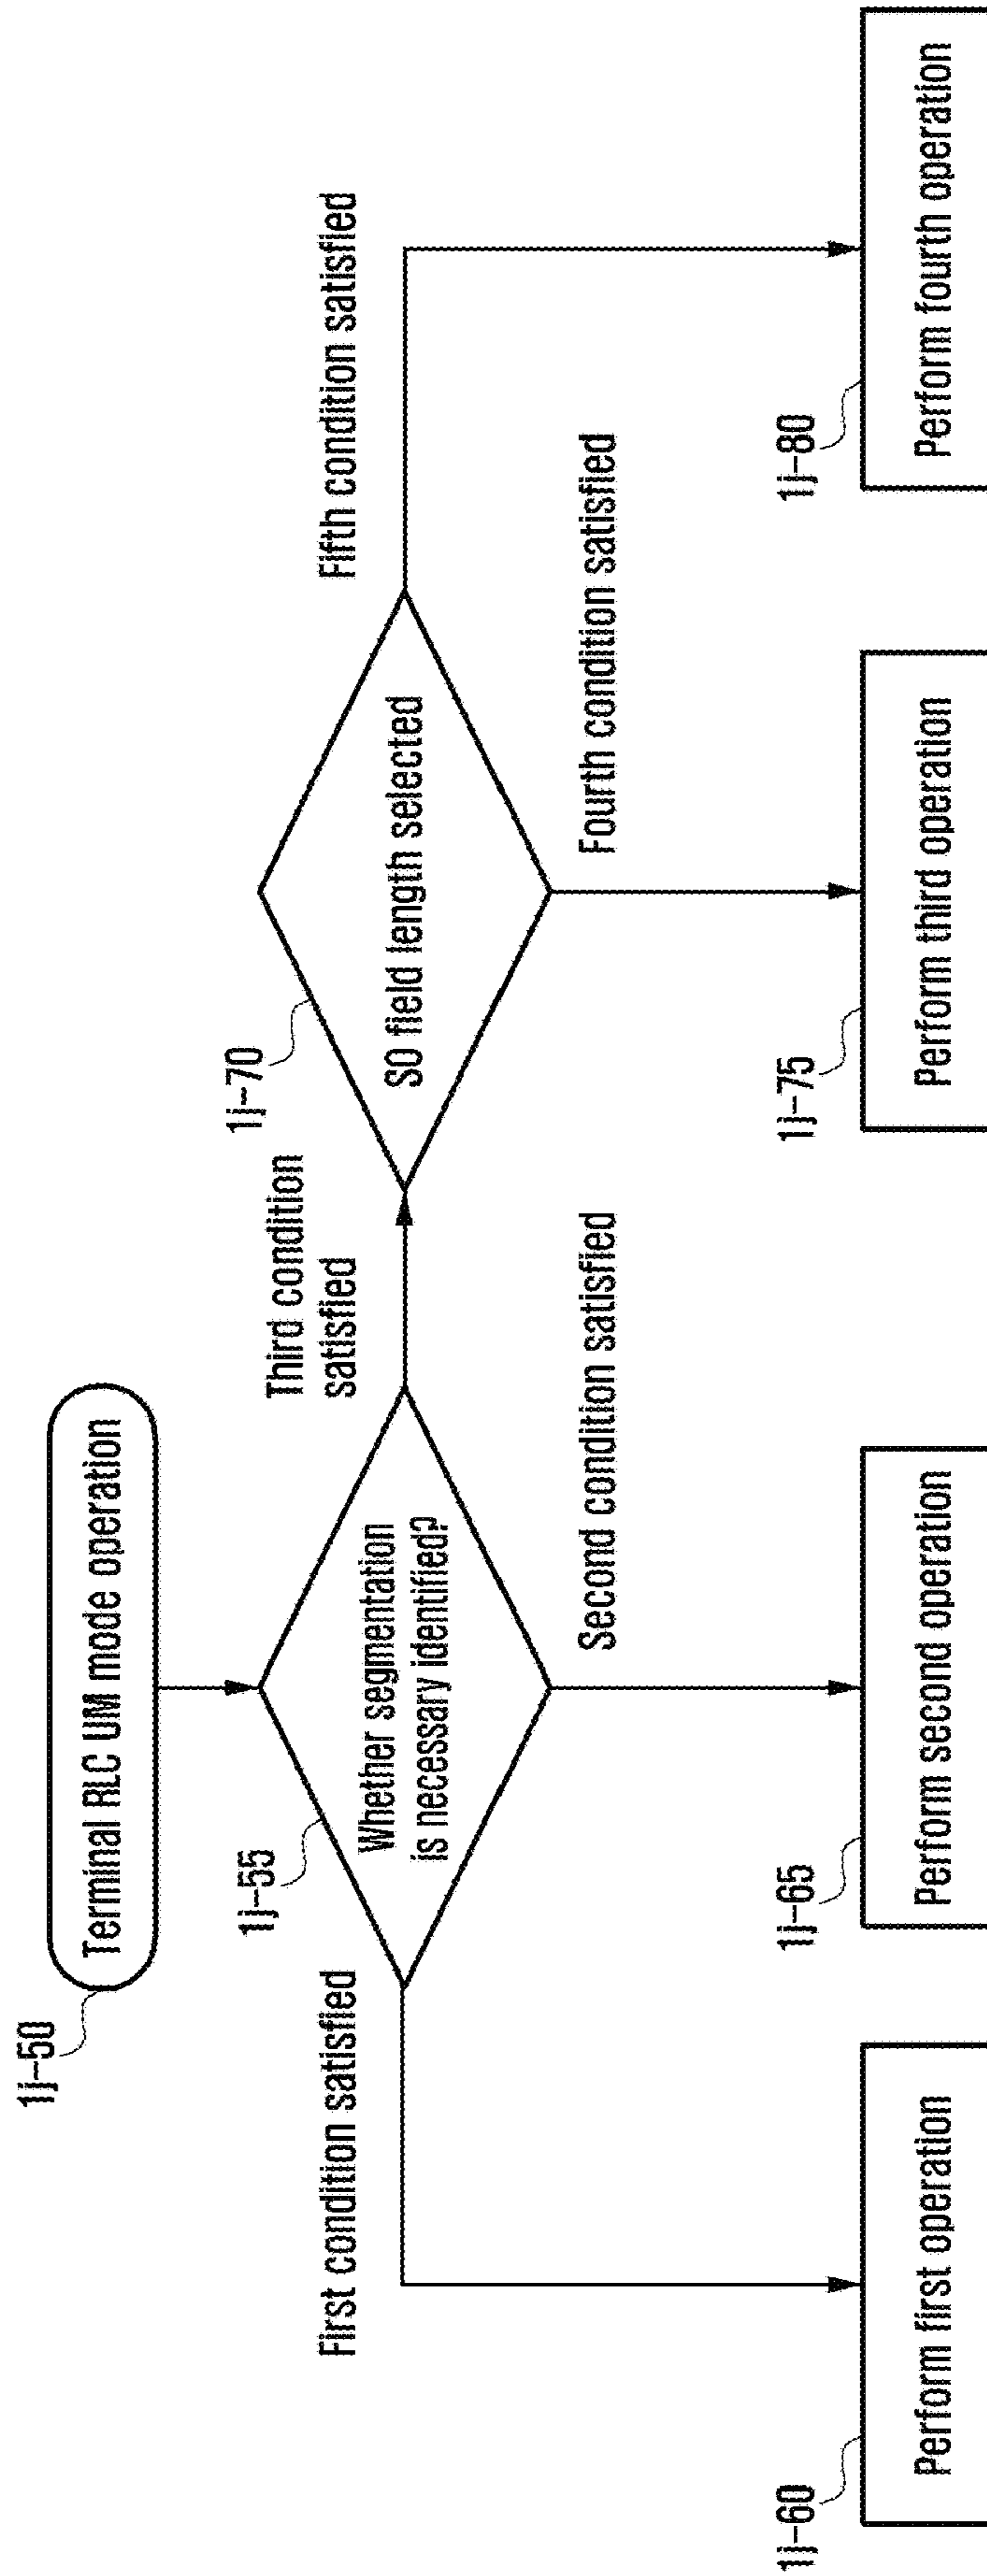 1j-50
Terminal RLC UM mode operation
1j-55
Whether segmentation
is necessary identified?
First condition satisfied
Third condition
satisfied
1j-70
SO field length selected
Fifth condition satisfied
Second condition satisfied
Fourth condition satisfied
1j-60
Perform first operation
1j-65
Perform second operation
1j-75
Perform third operation
1j-80
Perform fourth operation